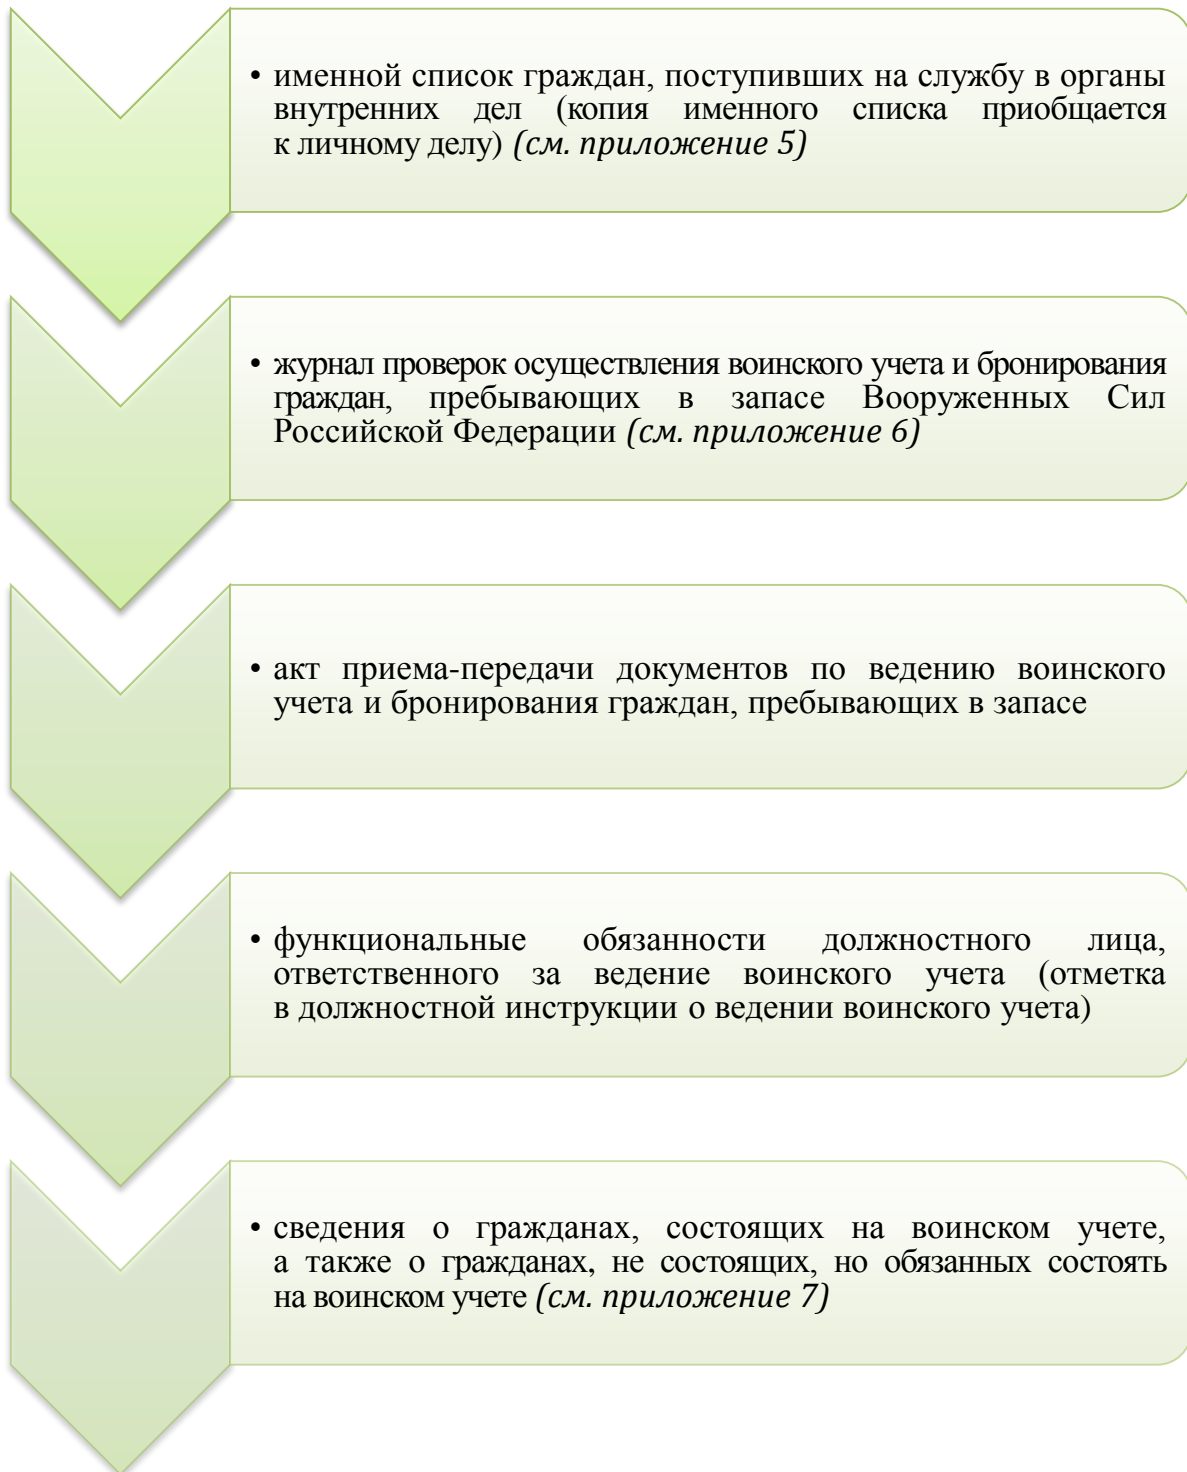 • именной список граждан, поступивших на службу в органы
внутренних дел (копия именного списка приобщается
к личному делу) (см. приложение 5)
• журнал проверок осуществления воинского учета и бронирования
граждан, пребывающих в запасе Вооруженных Сил
Российской Федерации (см. приложение 6)
• акт приема-передачи документов по ведению воинского
учета и бронирования граждан, пребывающих в запасе
• функциональные обязанности должностного лица,
ответственного за ведение воинского учета (отметка
в должностной инструкции о ведении воинского учета)
• сведения о гражданах, состоящих на воинском учете,
а также о гражданах, не состоящих, но обязанных состоять
на воинском учете (см. приложение 7)